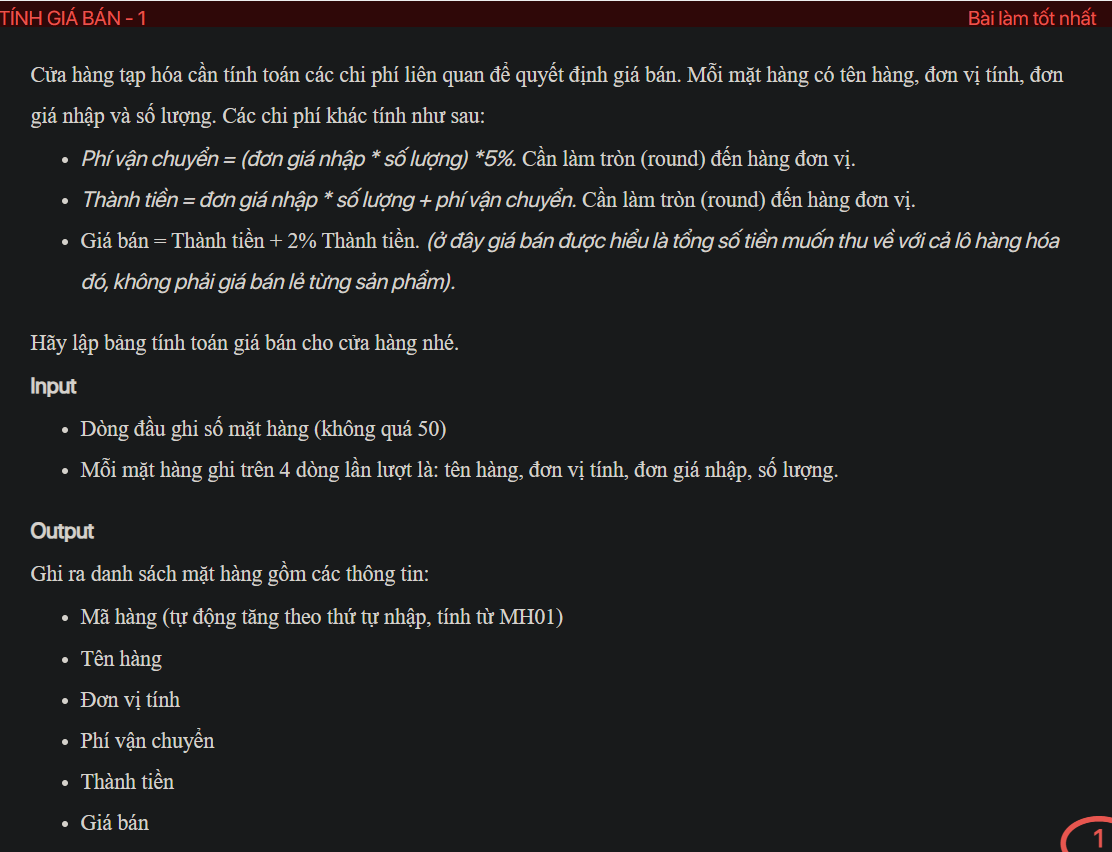 TÍNH GIÁ BÁN - 1
Bài làm tốt nhất
Cửa hàng tạp hóa cần tính toán các chi phí liên quan để quyết định giá bán. Mỗi mặt hàng có tên hàng, đơn vị tính, đơn
giá nhập và số lượng. Các chi phí khác tính như sau:
• Phí vận chuyển = (đơn giá nhập * số lượng) *5%. Cần làm tròn (round) đến hàng đơn vị.
• Thành tiền = đơn giá nhập * số lượng + phí vận chuyển. Cần làm tròn (round) đến hàng đơn vị.
• Giá bán = Thành tiền + 2% Thành tiền. (ở đây giá bán được hiểu là tổng số tiền muốn thu về với cả lô hàng hóa
đó, không phải giá bán lẻ từng sản phẩm).
Hãy lập bảng tính toán giá bán cho cửa hàng nhé.
Input
• Dòng đầu ghi số mặt hàng (không quá 50)
• Mỗi mặt hàng ghi trên 4 dòng lần lượt là: tên hàng, đơn vị tính, đơn giá nhập, số lượng.
Output
Ghi ra danh sách mặt hàng gồm các thông tin:
• Mã hàng (tự động tăng theo thứ tự nhập, tính từ MH01)
• Tên hàng
• Đơn vị tính
• Phí vận chuyển
• Thành tiền
• Giá bán
1